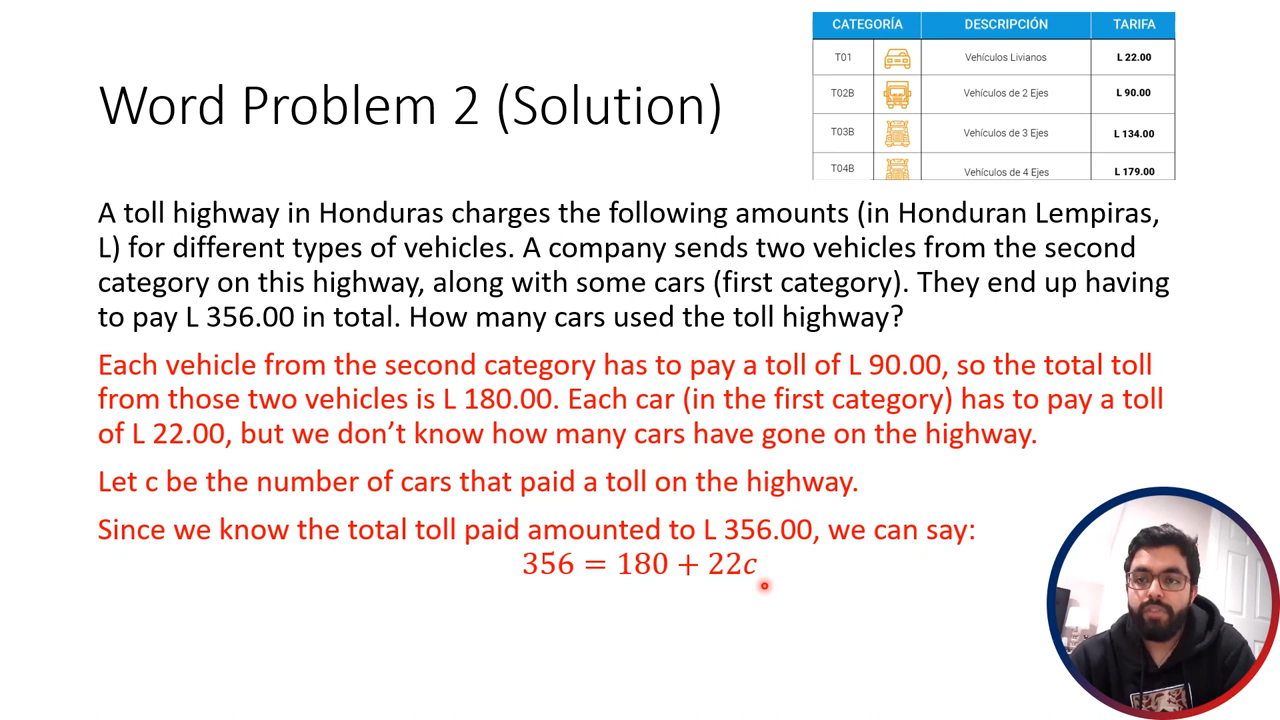 CATEGORÍA DESCRIPCIÓN TARIFA
T01 Vehículos Livianos L 22.00
T02B Vehículos de 2 Ejes L 90.00
T03B Vehículos de 3 Ejes L 134.00
T04B Vehículos de 4 Ejes L 179.00
Word Problem 2 (Solution)
A toll highway in Honduras charges the following amounts (in Honduran Lempiras,
L) for different types of vehicles. A company sends two vehicles from the second
category on this highway, along with some cars (first category). They end up having
to pay L 356.00 in total. How many cars used the toll highway?
Each vehicle from the second category has to pay a toll of L 90.00, so the total toll
from those two vehicles is L 180.00. Each car (in the first category) has to pay a toll
of L 22.00, but we don’t know how many cars have gone on the highway.
Let c be the number of cars that paid a toll on the highway.
Since we know the total toll paid amounted to L 356.00, we can say:
356 = 180 + 22c